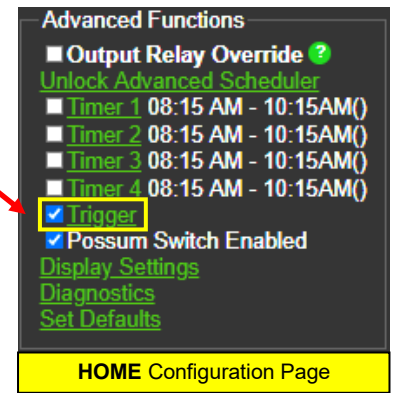 Advanced Functions
Output Relay Override ?
Unlock Advanced Scheduler
Timer 1 08:15 AM - 10:15AM()
Timer 2 08:15 AM - 10:15AM()
Timer 3 08:15 AM - 10:15AM()
Timer 4 08:15 AM - 10:15AM()
Trigger
Possum Switch Enabled
Display Settings
Diagnostics
Set Defaults
HOME Configuration Page